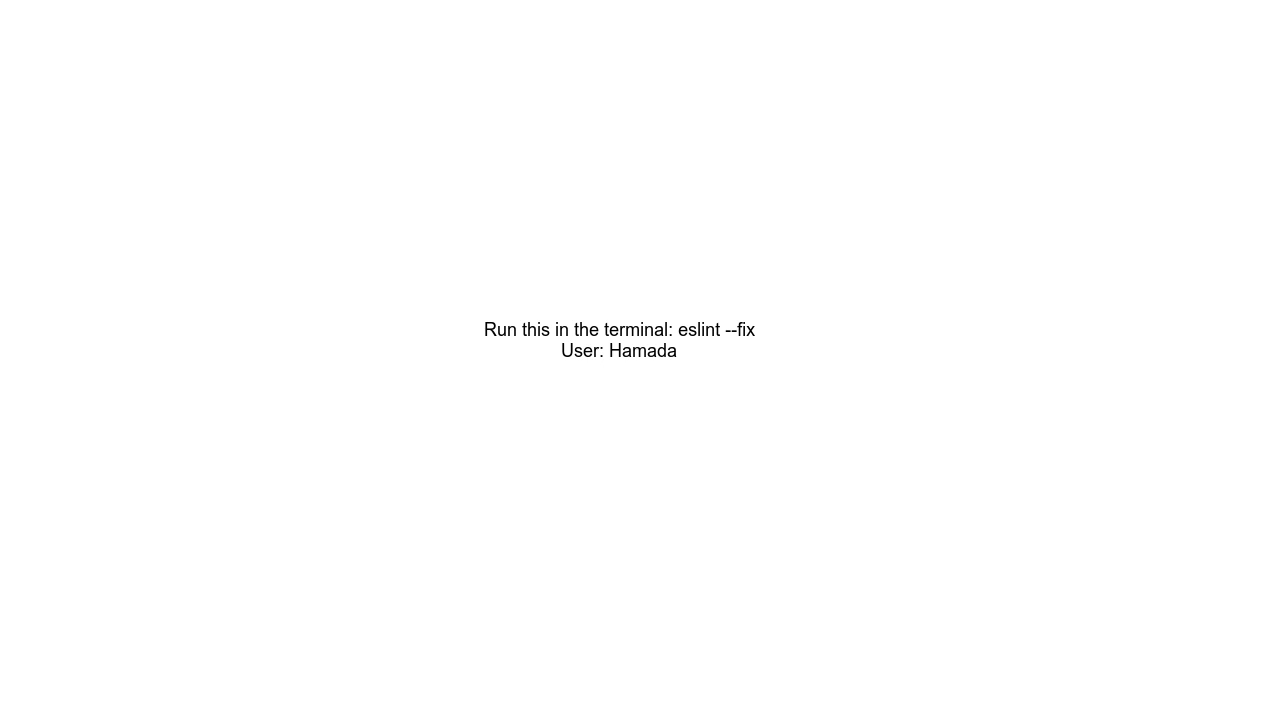 Run this in the terminal: eslint --fix
User: Hamada